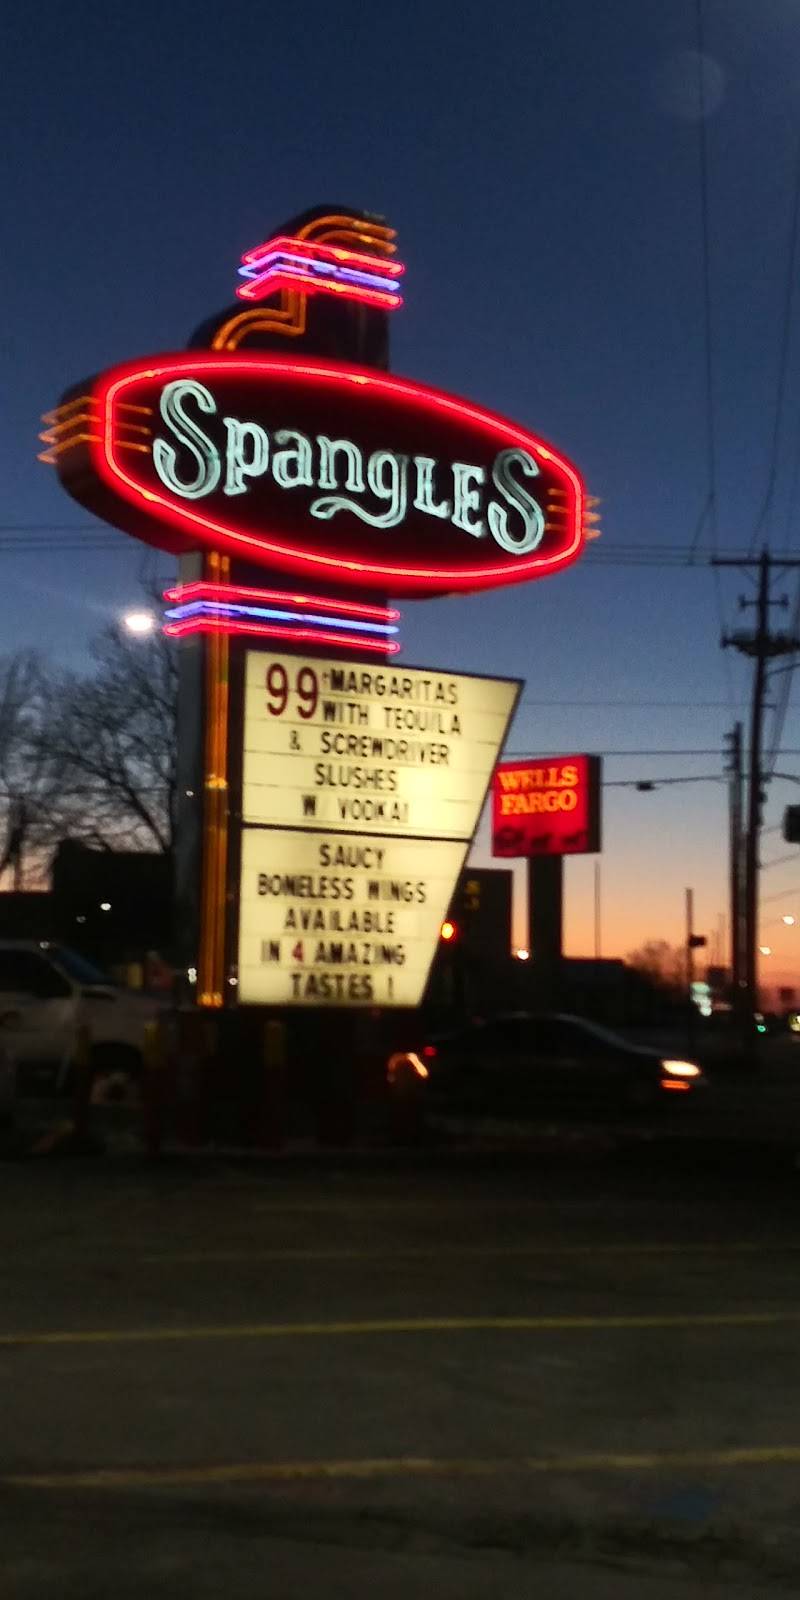 SpangLES
99¢ MARGARITAS
WITH TEQUILA
& SCREWDRIVER
SLUSHES
W/ VODKA!
SAUCY
BONELESS WINGS
AVAILABLE
IN 4 AMAZING
TASTES !
WELLS
FARGO